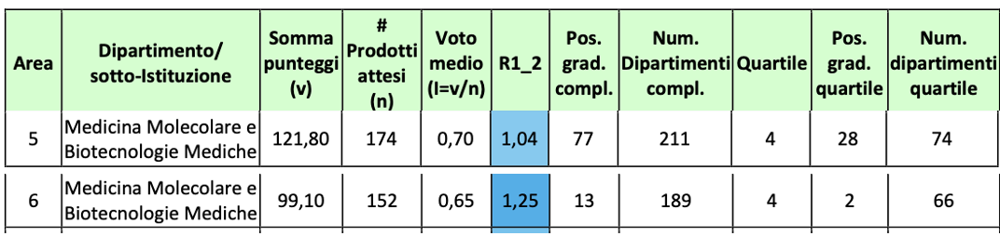 Area Dipartimento/ sotto-Istituzione Somma punteggi (v) # Prodotti attesi (n) Voto medio (I=v/n) R1_2 Pos. grad. compl. Num. Dipartimenti compl. Quartile Pos. grad. quartile Num. dipartimenti quartile
5 Medicina Molecolare e Biotecnologie Mediche 121,80 174 0,70 1,04 77 211 4 28 74
6 Medicina Molecolare e Biotecnologie Mediche 99,10 152 0,65 1,25 13 189 4 2 66